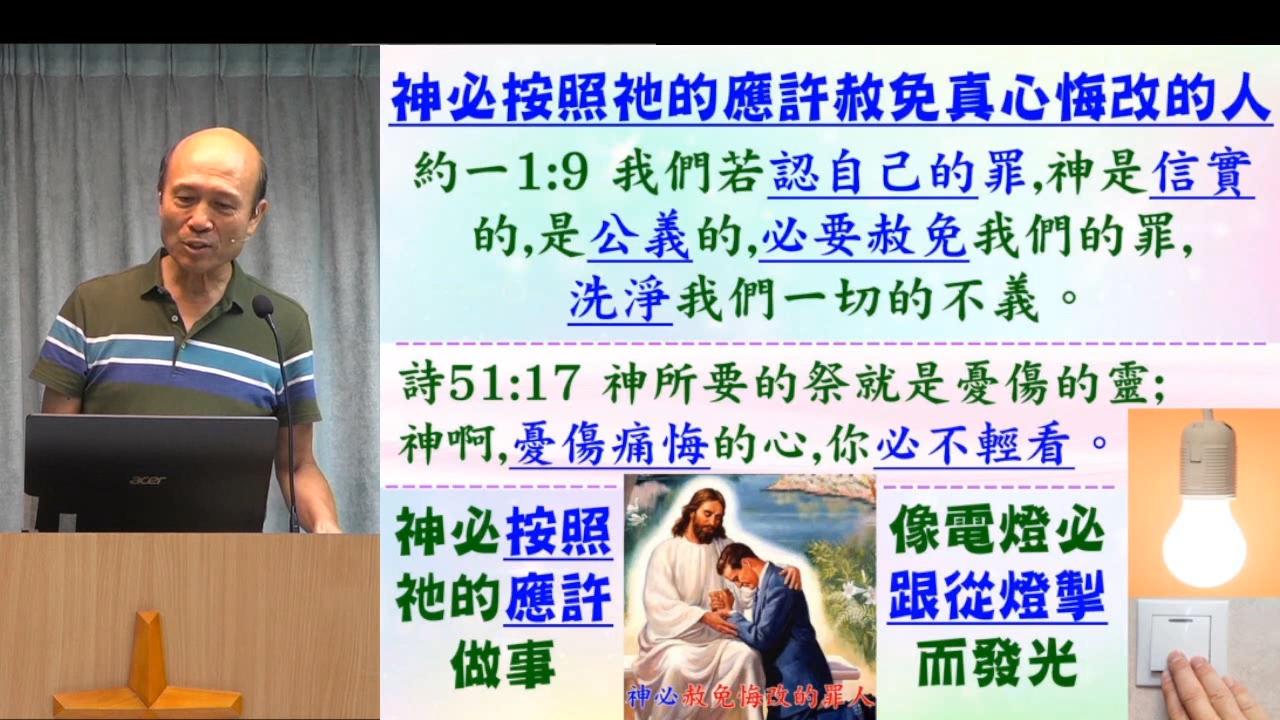 神必按照祂的應許赦免真心悔改的人
約一1:9 我們若認自己的罪,神是信實
的,是公義的,必要赦免我們的罪,
洗淨我們一切的不義。
詩51:17 神所要的祭就是憂傷的靈;
神啊,憂傷痛悔的心,你必不輕看。
神必按照
祂的應許
做事
神必赦免悔改的罪人
像電燈必
跟從燈掣
而發光
acer